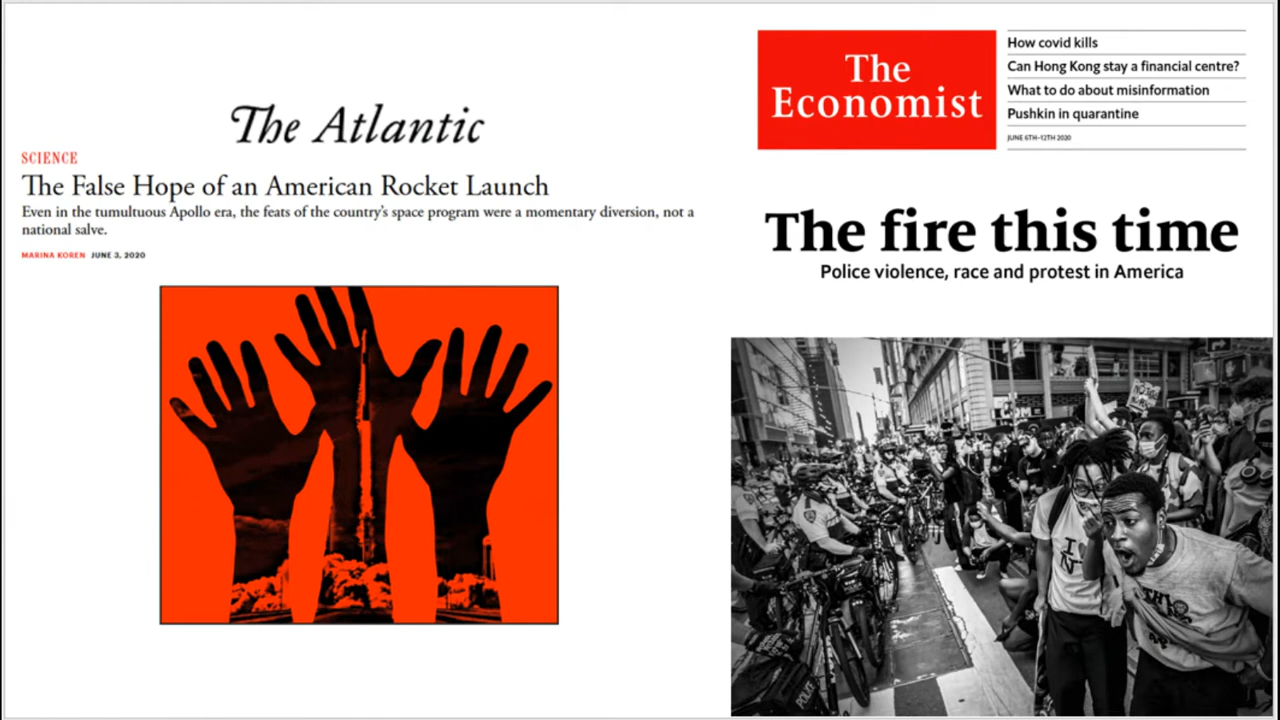 The Atlantic
SCIENCE
The False Hope of an American Rocket Launch
Even in the tumultuous Apollo era, the feats of the country's space program were a momentary diversion, not a
national salve.
MARINA KOREN JUNE 3, 2020
The
Economist
How covid kills
Can Hong Kong stay a financial centre?
What to do about misinformation
Pushkin in quarantine
JUNE 6TH–12TH 2020
The fire this time
Police violence, race and protest in America
I
N
POLICE